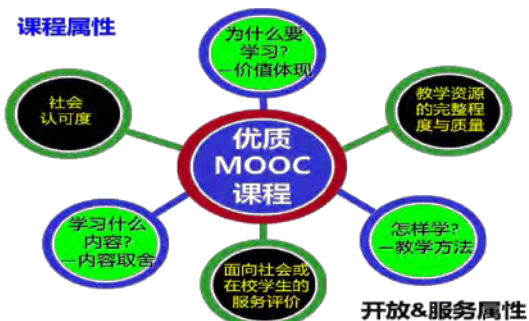 课程属性
为什么要
学习?
—价值体现
社会
认可度
教学资源
的完整程
度与质量
优质
MOOC
课程
学习什么
内容?
—内容取舍
怎样学?
—教学方法
面向社会或
在校学生的
服务评价
开放&服务属性